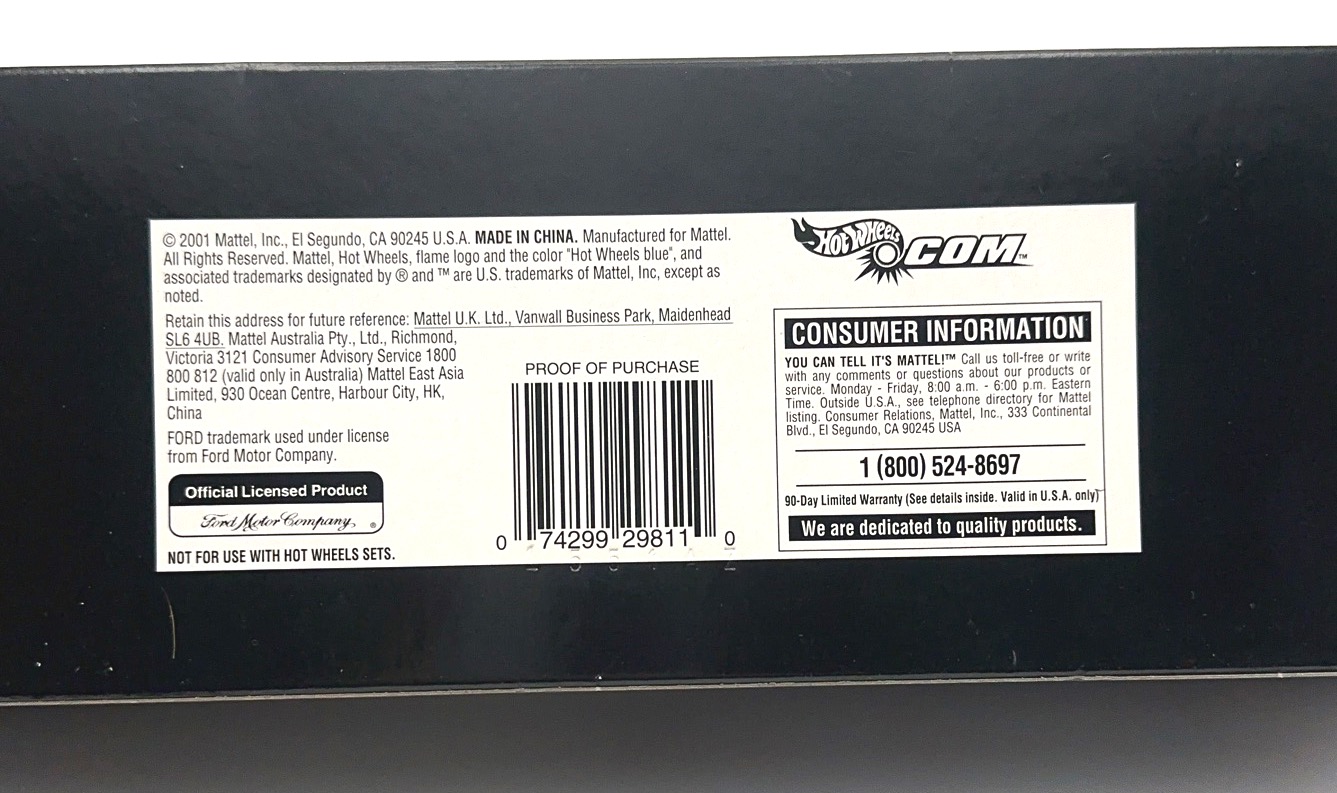 © 2001 Mattel, Inc., El Segundo, CA 90245 U.S.A. MADE IN CHINA. Manufactured for Mattel.
All Rights Reserved. Mattel, Hot Wheels, flame logo and the color "Hot Wheels blue", and
associated trademarks designated by ® and ™ are U.S. trademarks of Mattel, Inc, except as
noted.
Retain this address for future reference: Mattel U.K. Ltd., Vanwall Business Park, Maidenhead
SL6 4UB. Mattel Australia Pty., Ltd., Richmond,
Victoria 3121 Consumer Advisory Service 1800
800 812 (valid only in Australia) Mattel East Asia
Limited, 930 Ocean Centre, Harbour City, HK,
China
FORD trademark used under license
from Ford Motor Company.
Official Licensed Product
Ford Motor Company ®
NOT FOR USE WITH HOT WHEELS SETS.
PROOF OF PURCHASE
0 74299 29811 0
HOT WHEELS .COM™
CONSUMER INFORMATION
YOU CAN TELL IT'S MATTEL!™ Call us toll-free or write
with any comments or questions about our products or
service. Monday - Friday, 8:00 a.m. - 6:00 p.m. Eastern
Time. Outside U.S.A., see telephone directory for Mattel
listing. Consumer Relations, Mattel, Inc., 333 Continental
Blvd., El Segundo, CA 90245 USA
1 (800) 524-8697
90-Day Limited Warranty (See details inside. Valid in U.S.A. only)
We are dedicated to quality products.